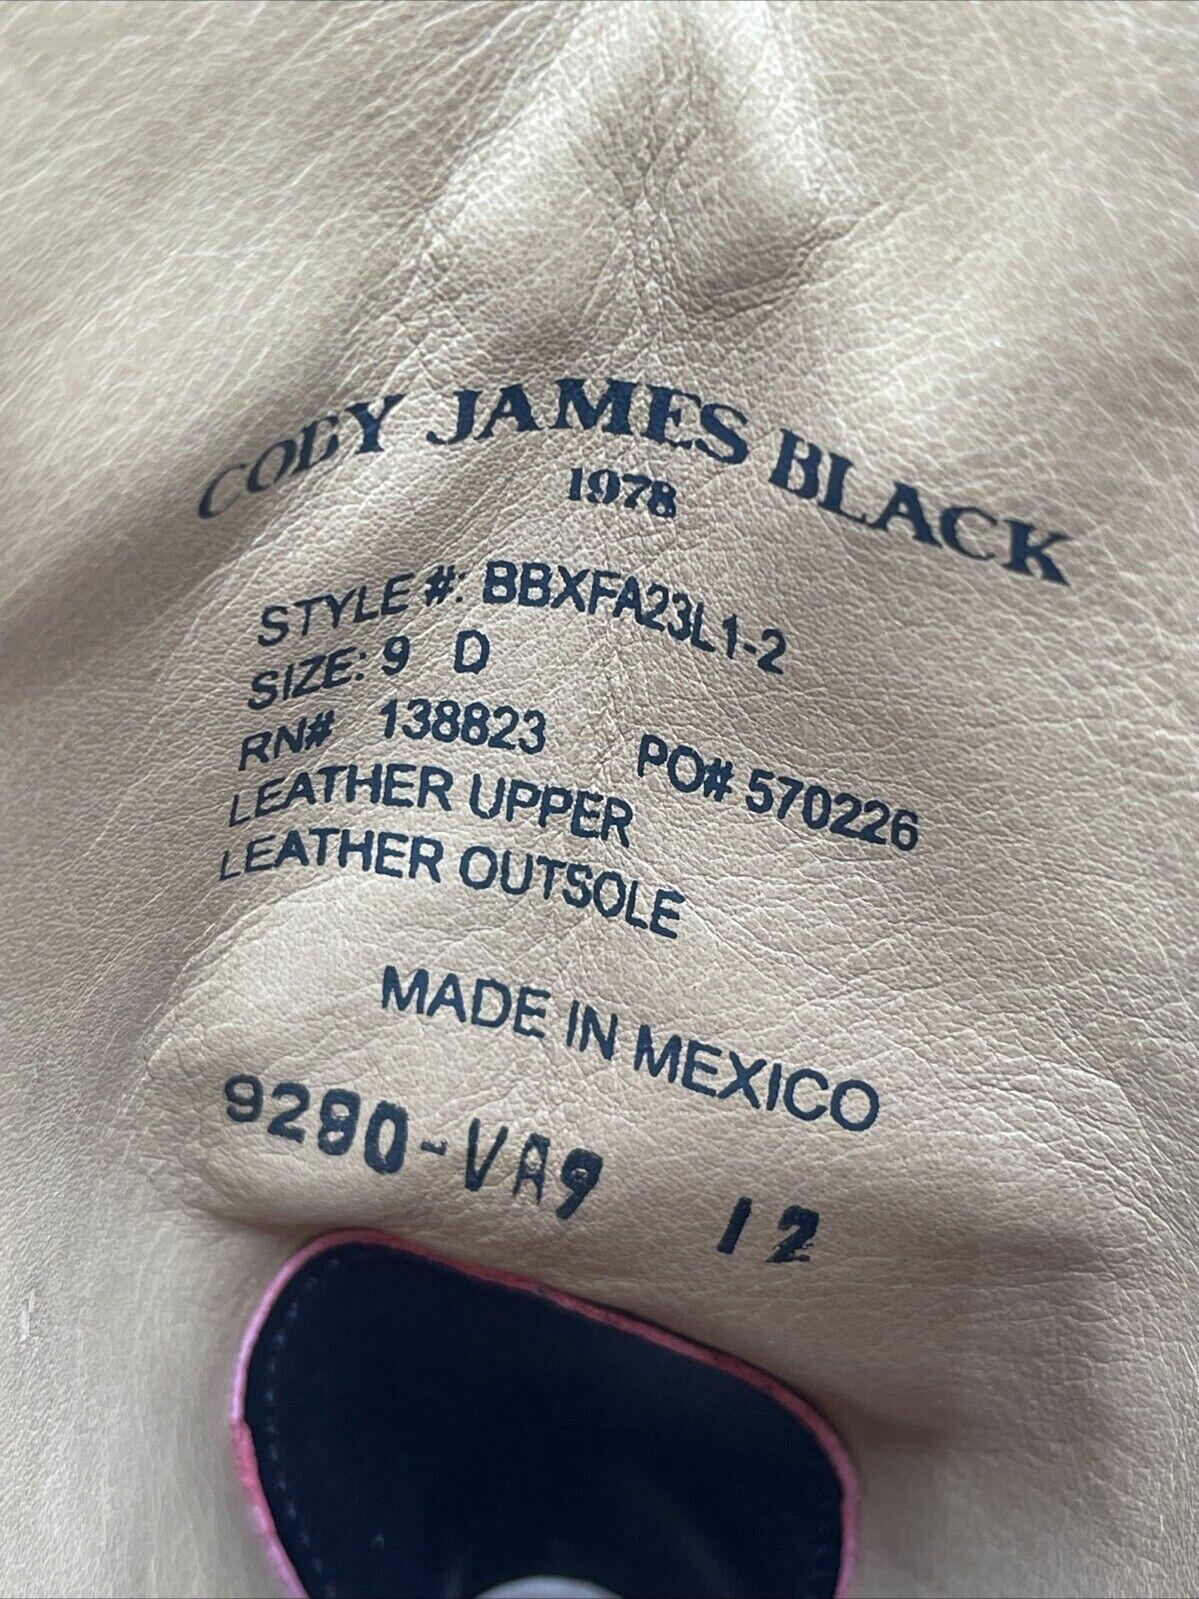 CODY JAMES BLACK
1978
STYLE #: BBXFA23L1-2
SIZE: 9 D
RN# 138823 PO# 570226
LEATHER UPPER
LEATHER OUTSOLE
MADE IN MEXICO
9280-VA9 12